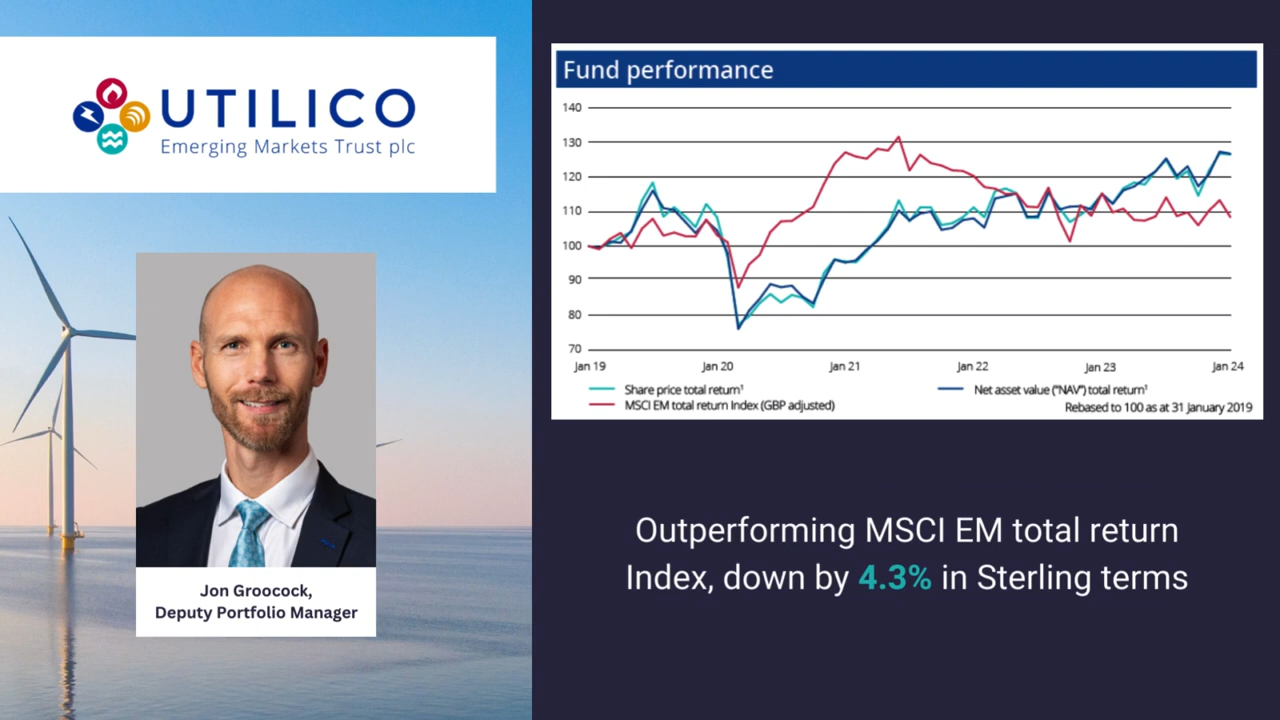 UTILICO
Emerging Markets Trust plc
Jon Groocock,
Deputy Portfolio Manager
Fund performance
140
130
120
110
100
90
80
70
Jan 19 Jan 20 Jan 21 Jan 22 Jan 23 Jan 24
Share price total return¹ Net asset value ("NAV") total return¹
MSCI EM total return Index (GBP adjusted) Rebased to 100 as at 31 January 2019
Outperforming MSCI EM total return
Index, down by 4.3% in Sterling terms